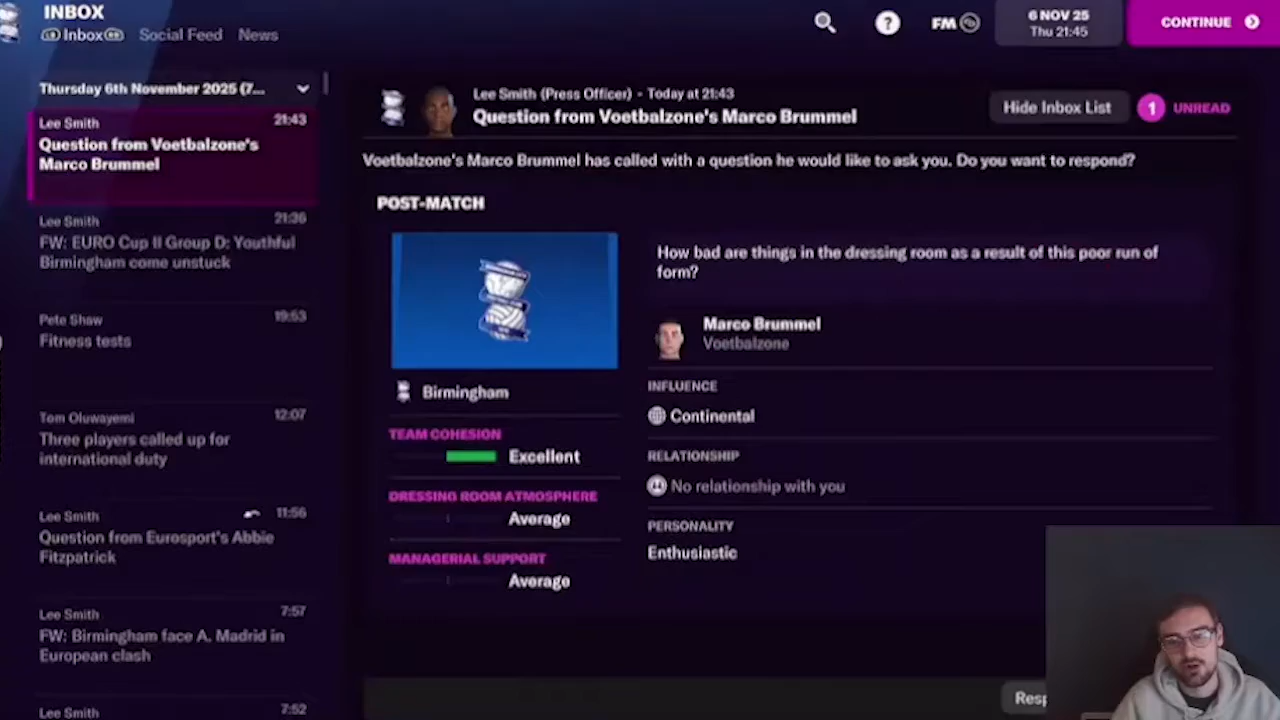 INBOX
Inbox
Social Feed
News
FM
6 NOV 25
Thu 21:45
CONTINUE
Thursday 6th November 2025 (7...
Lee Smith
21:43
Question from Voetbalzone's
Marco Brummel
Lee Smith
21:36
FW: EURO Cup II Group D: Youthful
Birmingham come unstuck
Pete Shaw
19:53
Fitness tests
Tom Oluwayemi
12:07
Three players called up for
international duty
Lee Smith
11:56
Question from Eurosport's Abbie
Fitzpatrick
Lee Smith
7:57
FW: Birmingham face A. Madrid in
European clash
Lee Smith
7:52
Lee Smith (Press Officer) - Today at 21:43
Question from Voetbalzone's Marco Brummel
Hide Inbox List
1 UNREAD
Voetbalzone's Marco Brummel has called with a question he would like to ask you. Do you want to respond?
POST-MATCH
Birmingham
TEAM COHESION
Excellent
DRESSING ROOM ATMOSPHERE
Average
MANAGERIAL SUPPORT
Average
How bad are things in the dressing room as a result of this poor run of
form?
Marco Brummel
Voetbalzone
INFLUENCE
Continental
RELATIONSHIP
No relationship with you
PERSONALITY
Enthusiastic
Resp